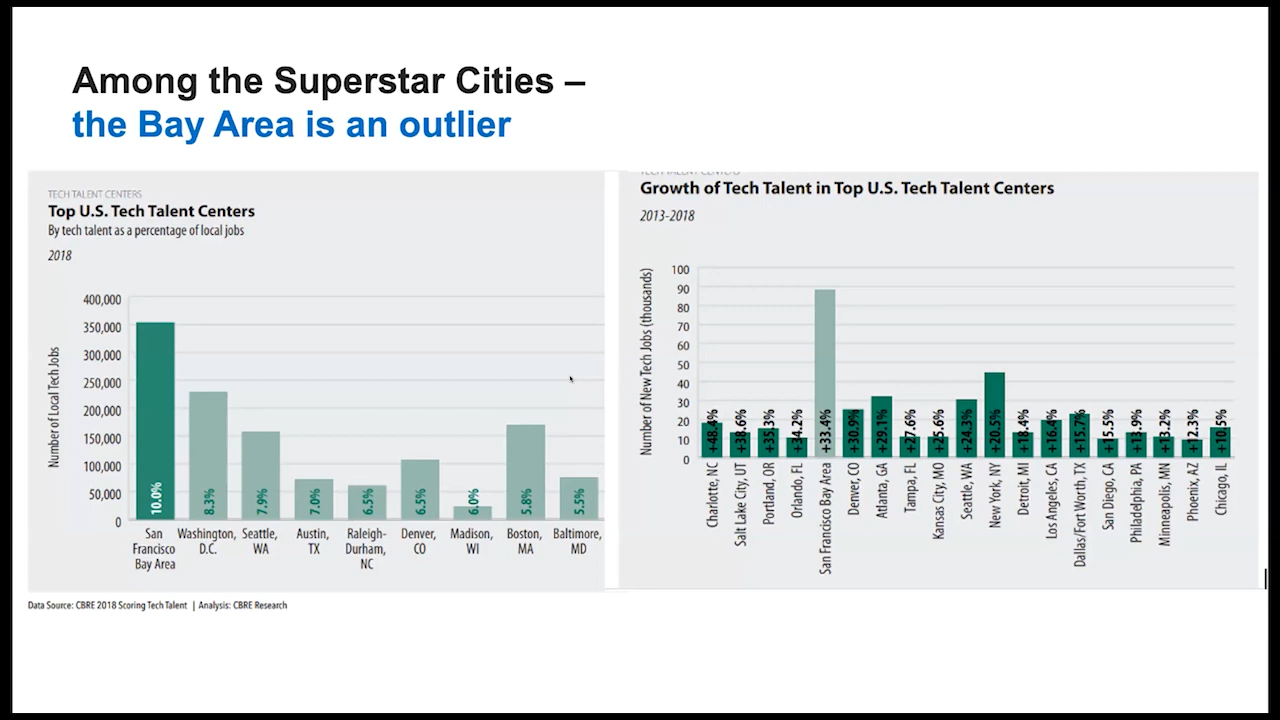 Among the Superstar Cities –
the Bay Area is an outlier
TECH TALENT CENTERS
Top U.S. Tech Talent Centers
By tech talent as a percentage of local jobs
2018
Number of Local Tech Jobs
400,000
350,000
300,000
250,000
200,000
150,000
100,000
50,000
0
10.0%
8.3%
7.9%
7.0%
6.5%
6.5%
6.0%
5.8%
5.5%
San Francisco Bay Area
Washington, D.C.
Seattle, WA
Austin, TX
Raleigh-Durham, NC
Denver, CO
Madison, WI
Boston, MA
Baltimore, MD
Data Source: CBRE 2018 Scoring Tech Talent | Analysis: CBRE Research
TECH TALENT CENTERS
Growth of Tech Talent in Top U.S. Tech Talent Centers
2013-2018
Number of New Tech Jobs (thousands)
100
90
80
70
60
50
40
30
20
10
0
+48.4%
+38.6%
+35.3%
+34.2%
+33.4%
+30.9%
+29.1%
+27.6%
+25.6%
+24.3%
+20.5%
+18.4%
+16.4%
+15.7%
+15.5%
+13.9%
+13.2%
+12.3%
+10.5%
Charlotte, NC
Salt Lake City, UT
Portland, OR
Orlando, FL
San Francisco Bay Area
Denver, CO
Atlanta, GA
Tampa, FL
Kansas City, MO
Seattle, WA
New York, NY
Detroit, MI
Los Angeles, CA
Dallas/Fort Worth, TX
San Diego, CA
Philadelphia, PA
Minneapolis, MN
Phoenix, AZ
Chicago, IL